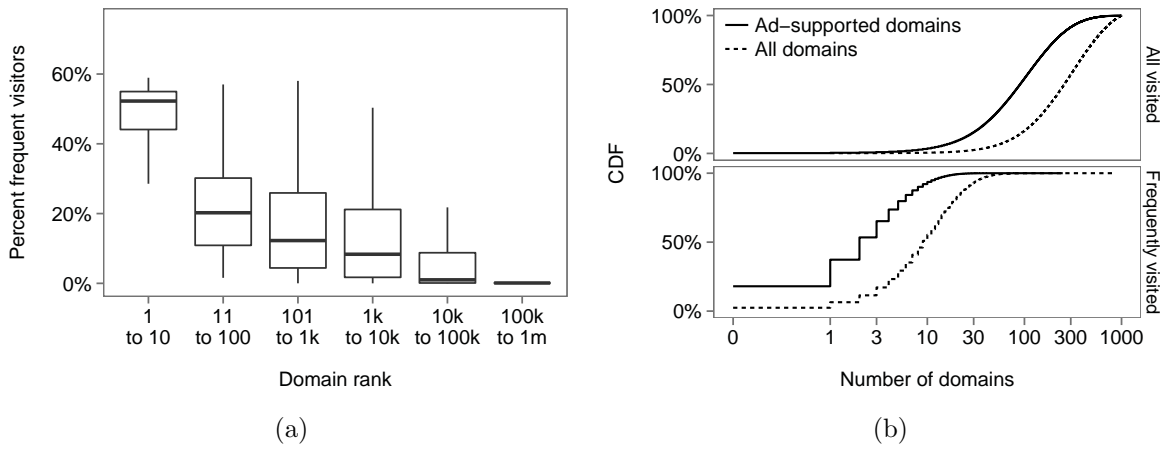 Percent frequent visitors
60%
40%
20%
0%
1
to 10
11
to 100
101
to 1k
1k
to 10k
10k
to 100k
100k
to 1m
Domain rank
(a)
CDF
100%
50%
0%
Ad−supported domains
All domains
All visited
100%
50%
0%
Frequently visited
0 1 3 10 30 100 300 1000
Number of domains
(b)